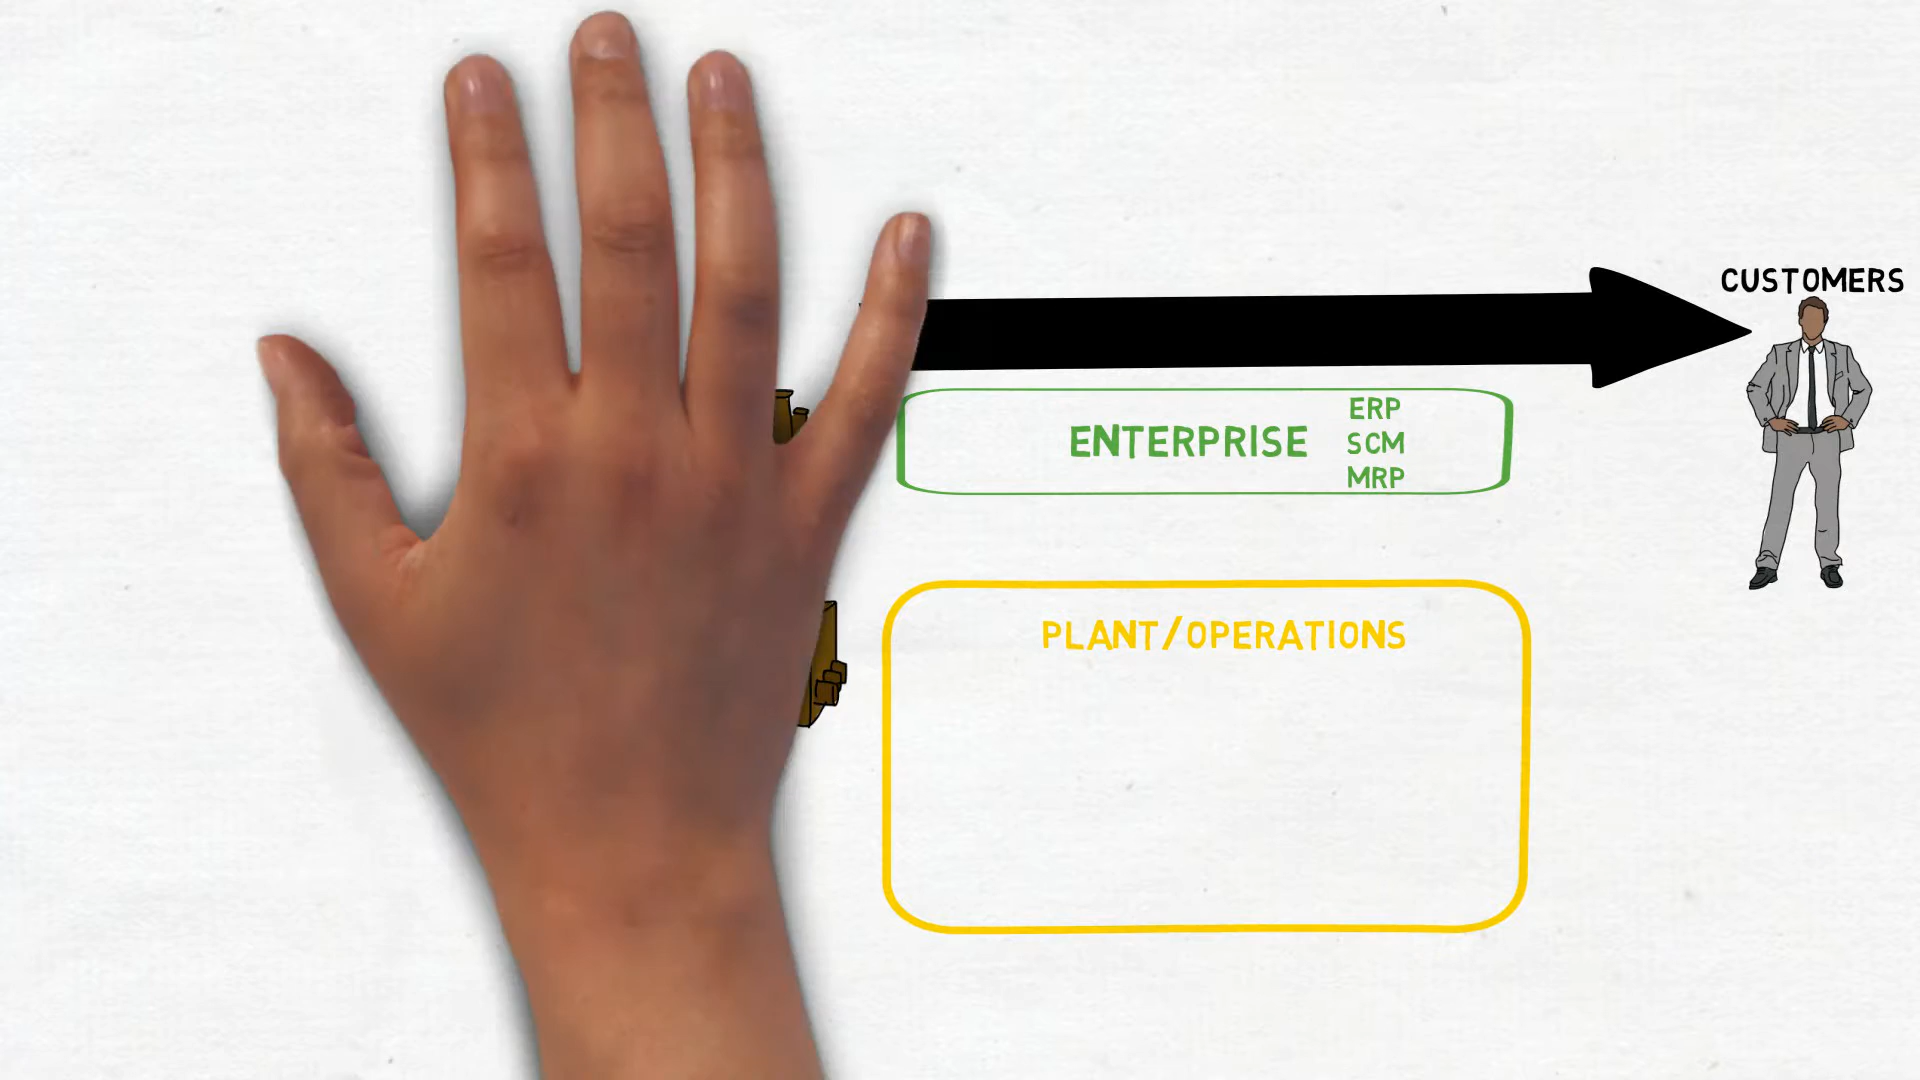 CUSTOMERS
ENTERPRISE
ERP
SCM
MRP
PLANT/OPERATIONS